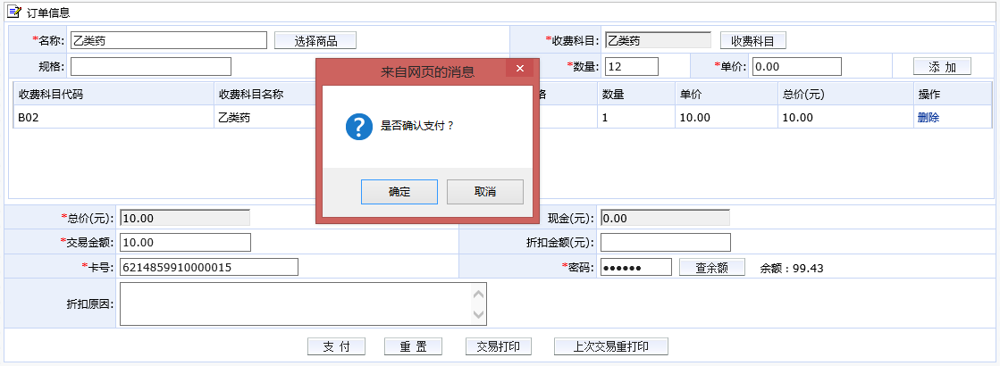 订单信息
*名称: 乙类药 选择商品 *收费科目: 乙类药 收费科目
规格: *数量: 12 *单价: 0.00 添 加
来自网页的消息
收费科目代码 收费科目名称 格 数量 单价 总价(元) 操作
B02 乙类药 1 10.00 10.00 删除
是否确认支付？
确定 取消
*总价(元): 10.00 现金(元): 0.00
*交易金额: 10.00 折扣金额(元):
*卡号: 6214859910000015 *密码: ●●●●●● 查余额 余额：99.43
折扣原因:
支 付 重 置 交易打印 上次交易重打印